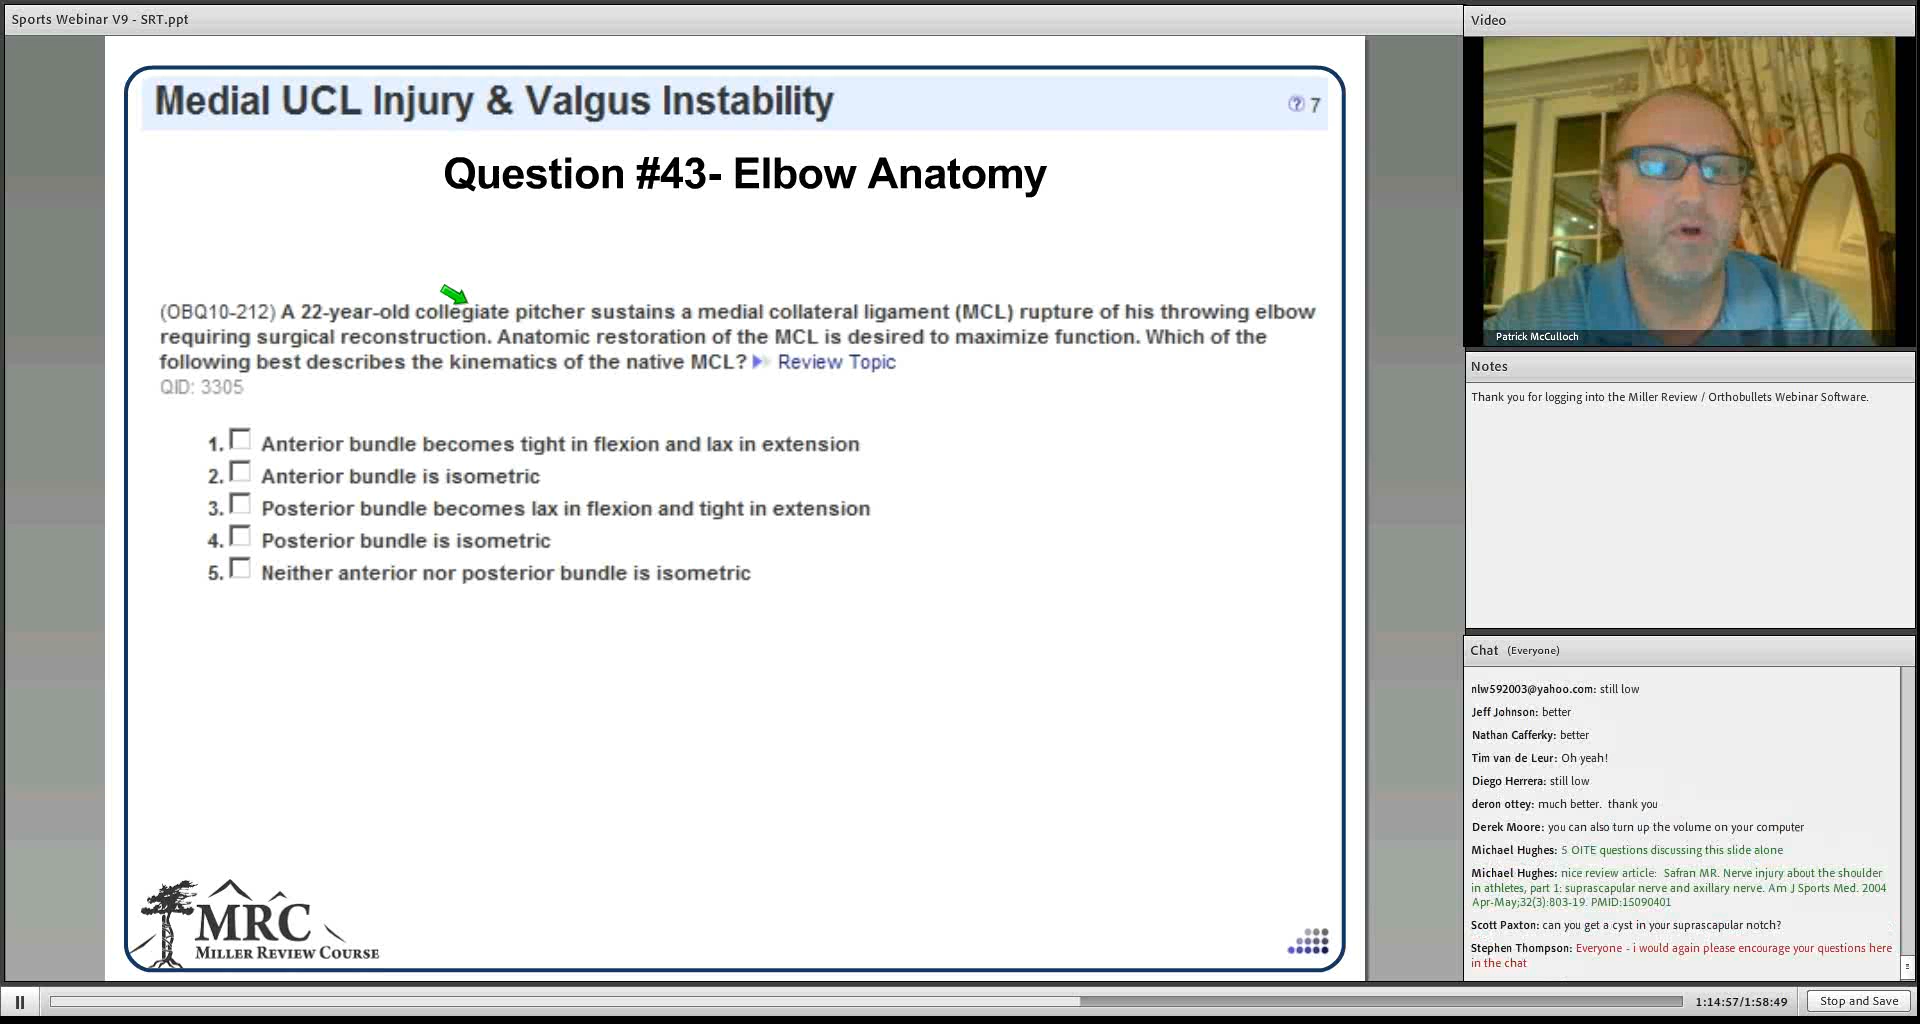 Sports Webinar V9 - SRT.ppt
Medial UCL Injury & Valgus Instability
? 7
Question #43- Elbow Anatomy
(OBQ10-212) A 22-year-old collegiate pitcher sustains a medial collateral ligament (MCL) rupture of his throwing elbow
requiring surgical reconstruction. Anatomic restoration of the MCL is desired to maximize function. Which of the
following best describes the kinematics of the native MCL? Review Topic
QID: 3305
1. Anterior bundle becomes tight in flexion and lax in extension
2. Anterior bundle is isometric
3. Posterior bundle becomes lax in flexion and tight in extension
4. Posterior bundle is isometric
5. Neither anterior nor posterior bundle is isometric
MRC
MILLER REVIEW COURSE
Video
Patrick McCulloch
Notes
Thank you for logging into the Miller Review / Orthobullets Webinar Software.
Chat (Everyone)
nlw592003@yahoo.com: still low
Jeff Johnson: better
Nathan Cafferky: better
Tim van de Leur: Oh yeah!
Diego Herrera: still low
deron ottey: much better. thank you
Derek Moore: you can also turn up the volume on your computer
Michael Hughes: 5 OITE questions discussing this slide alone
Michael Hughes: nice review article: Safran MR. Nerve injury about the shoulder
in athletes, part 1: suprascapular nerve and axillary nerve. Am J Sports Med. 2004
Apr-May;32(3):803-19. PMID:15090401
Scott Paxton: can you get a cyst in your suprascapular notch?
Stephen Thompson: Everyone - i would again please encourage your questions here
in the chat
1:14:57/1:58:49
Stop and Save